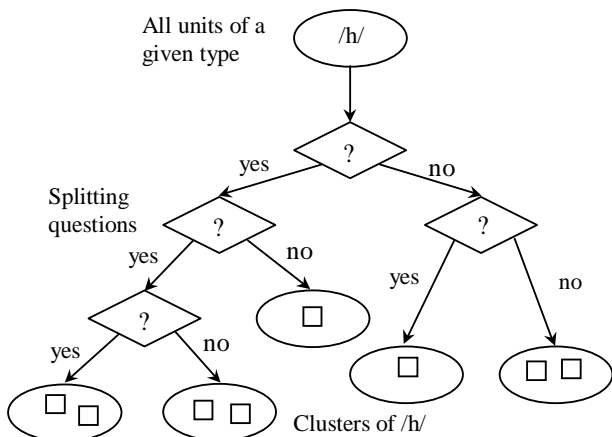 All units of a
given type
/h/
?
yes
no
Splitting
questions
?
?
yes
no
yes
no
?
yes
no
Clusters of /h/